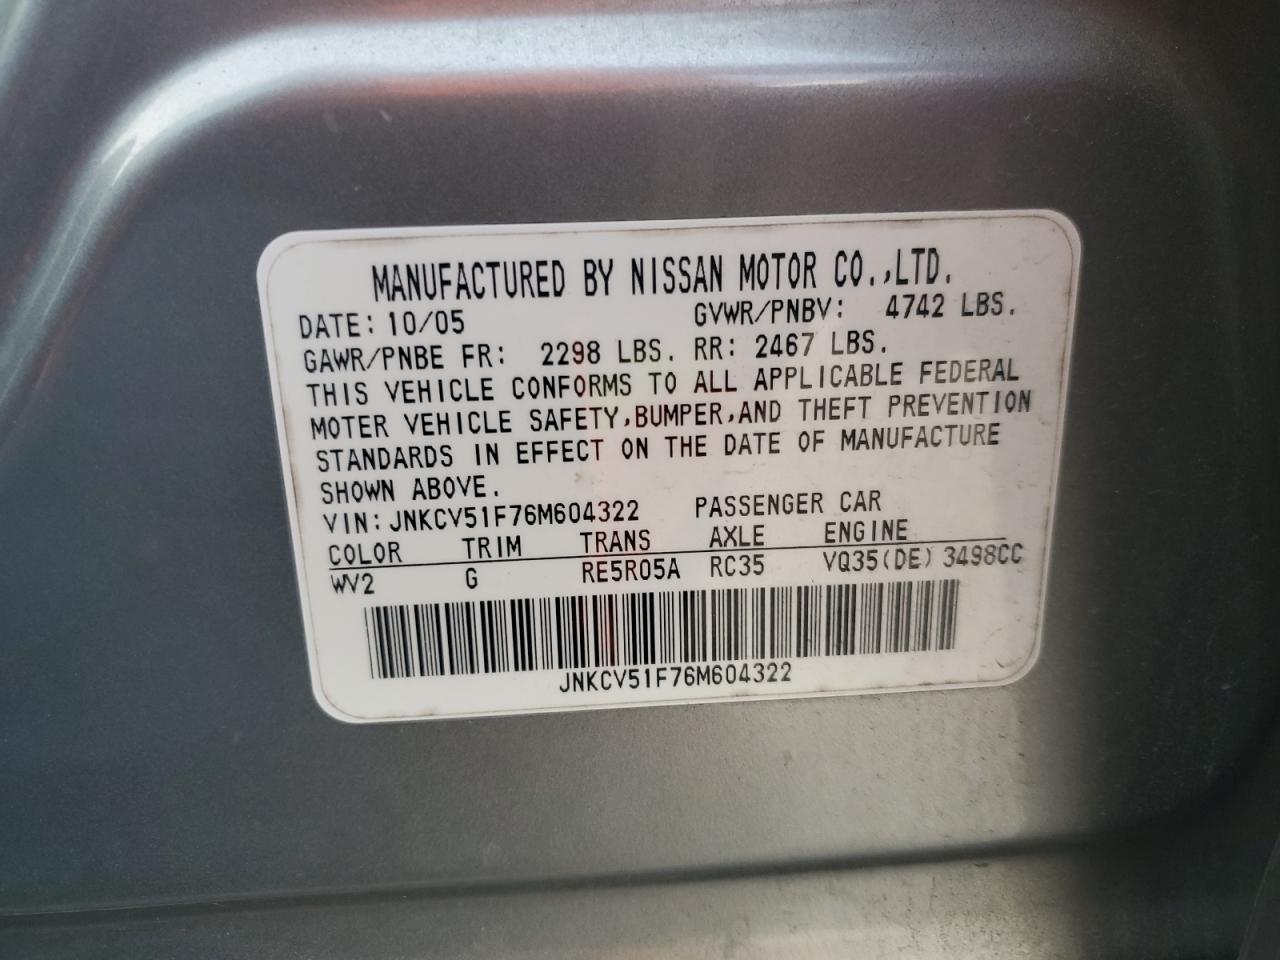 MANUFACTURED BY NISSAN MOTOR CO.,LTD.
DATE: 10/05 GVWR/PNBV: 4742 LBS.
GAWR/PNBE FR: 2298 LBS. RR: 2467 LBS.
THIS VEHICLE CONFORMS TO ALL APPLICABLE FEDERAL
MOTER VEHICLE SAFETY,BUMPER,AND THEFT PREVENTION
STANDARDS IN EFFECT ON THE DATE OF MANUFACTURE
SHOWN ABOVE.
VIN: JNKCV51F76M604322 PASSENGER CAR
COLOR TRIM TRANS AXLE ENGINE
WV2 G RE5R05A RC35 VQ35(DE) 3498CC
JNKCV51F76M604322